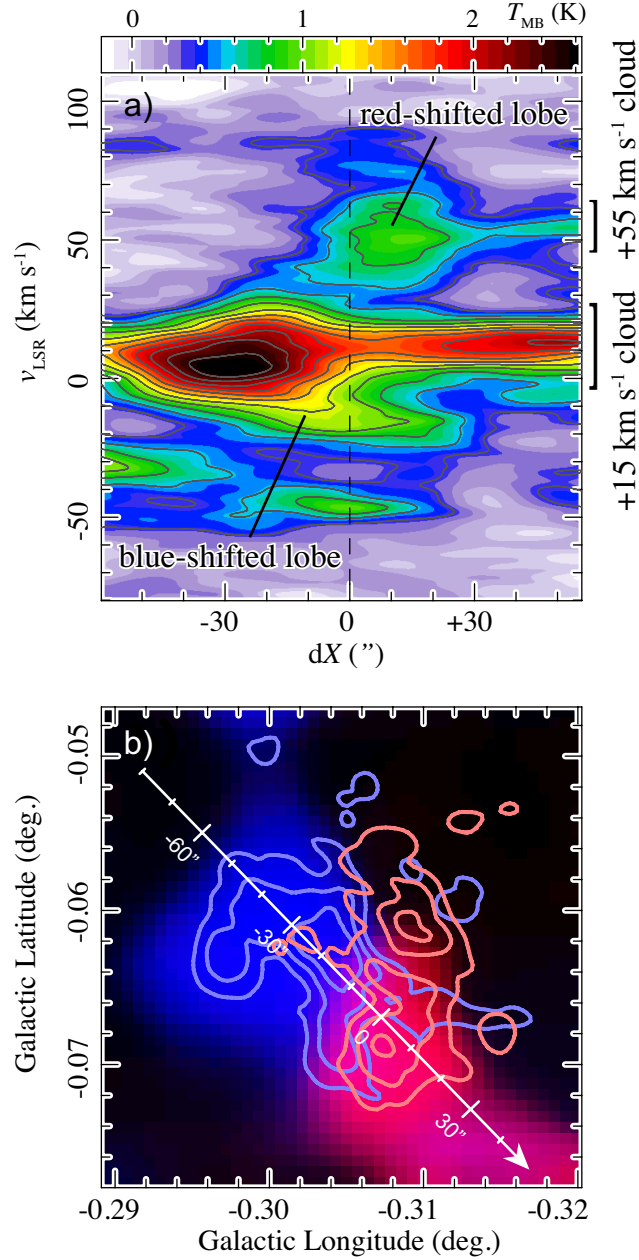 0 1 2 T_MB (K)
a)
red-shifted lobe
100
50
0
-50
v_LSR (km s⁻¹)
+55 km s⁻¹ cloud
+15 km s⁻¹ cloud
blue-shifted lobe
-30 0 +30
dX (″)
b)
-0.05
-0.06
-0.07
Galactic Latitude (deg.)
-60″
-30″
0
30″
-0.29 -0.30 -0.31 -0.32
Galactic Longitude (deg.)